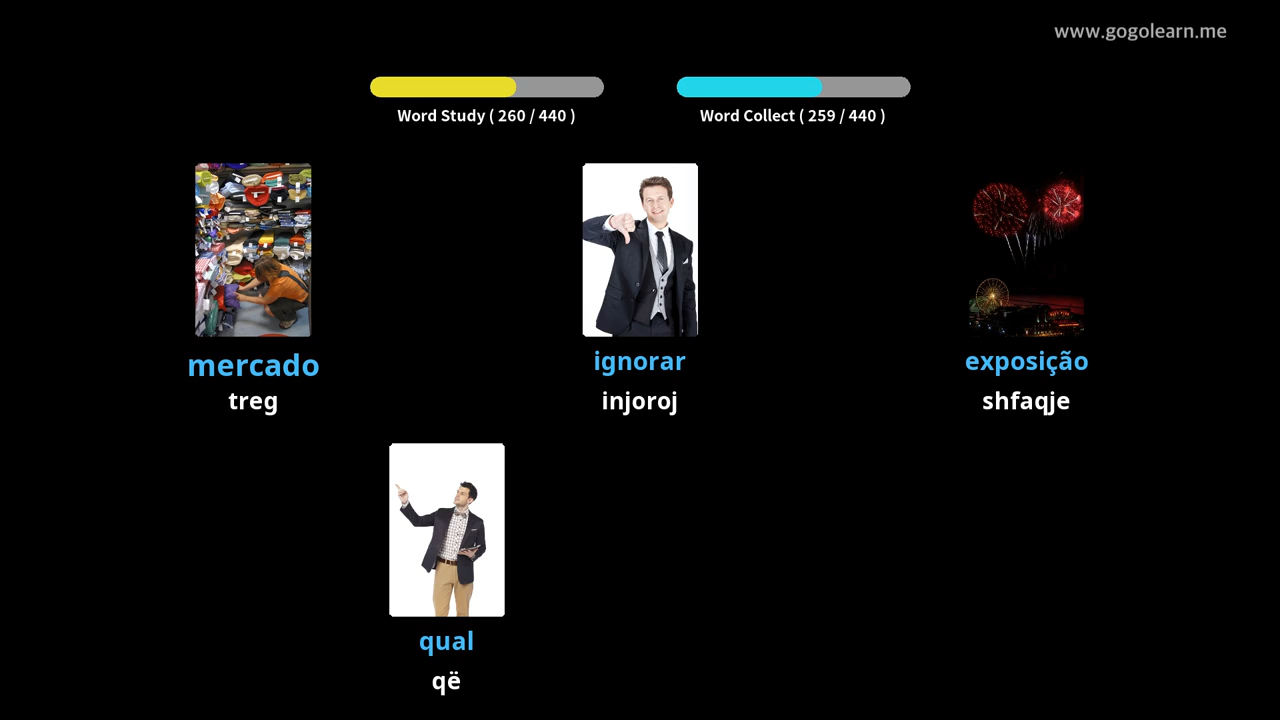 www.gogolearn.me
Word Study ( 260 / 440 )
Word Collect ( 259 / 440 )
mercado
treg
ignorar
injoroj
exposição
shfaqje
qual
që